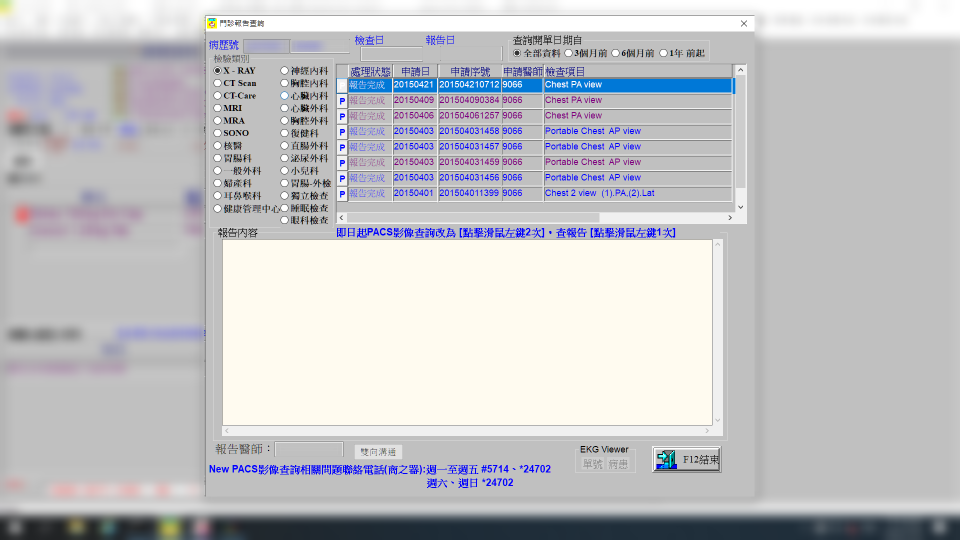 門診報告查詢
病歷號 檢查日 報告日 查詢開單日期自
全部資料 3個月前 6個月前 1年 前起
檢驗類別
X - RAY 神經內科
CT Scan 胸腔內科
CT-Care 心臟內科
MRI 心臟外科
MRA 胸腔外科
SONO 復健科
核醫 直腸外科
胃腸科 泌尿外科
一般外科 小兒科
婦產科 胃腸-外檢
耳鼻喉科 獨立檢查
健康管理中心 睡眠檢查
眼科檢查
處理狀態 申請日 申請序號 申請醫師 檢查項目
報告完成 20150421 201504210712 9066 Chest PA view
P 報告完成 20150409 201504090384 9066 Chest PA view
P 報告完成 20150406 201504061257 9066 Chest PA view
P 報告完成 20150403 201504031458 9066 Portable Chest AP view
P 報告完成 20150403 201504031457 9066 Portable Chest AP view
P 報告完成 20150403 201504031459 9066 Portable Chest AP view
P 報告完成 20150403 201504031456 9066 Portable Chest AP view
P 報告完成 20150401 201504011399 9066 Chest 2 view (1).PA,(2).Lat
報告內容 即日起PACS影像查詢改為【點擊滑鼠左鍵2次】，查報告【點擊滑鼠左鍵1次】
報告醫師： 雙向溝通
EKG Viewer
單號 病患
F12結束
New PACS影像查詢相關問題聯絡電話(商之器):週一至週五 #5714、*24702
週六、週日 *24702